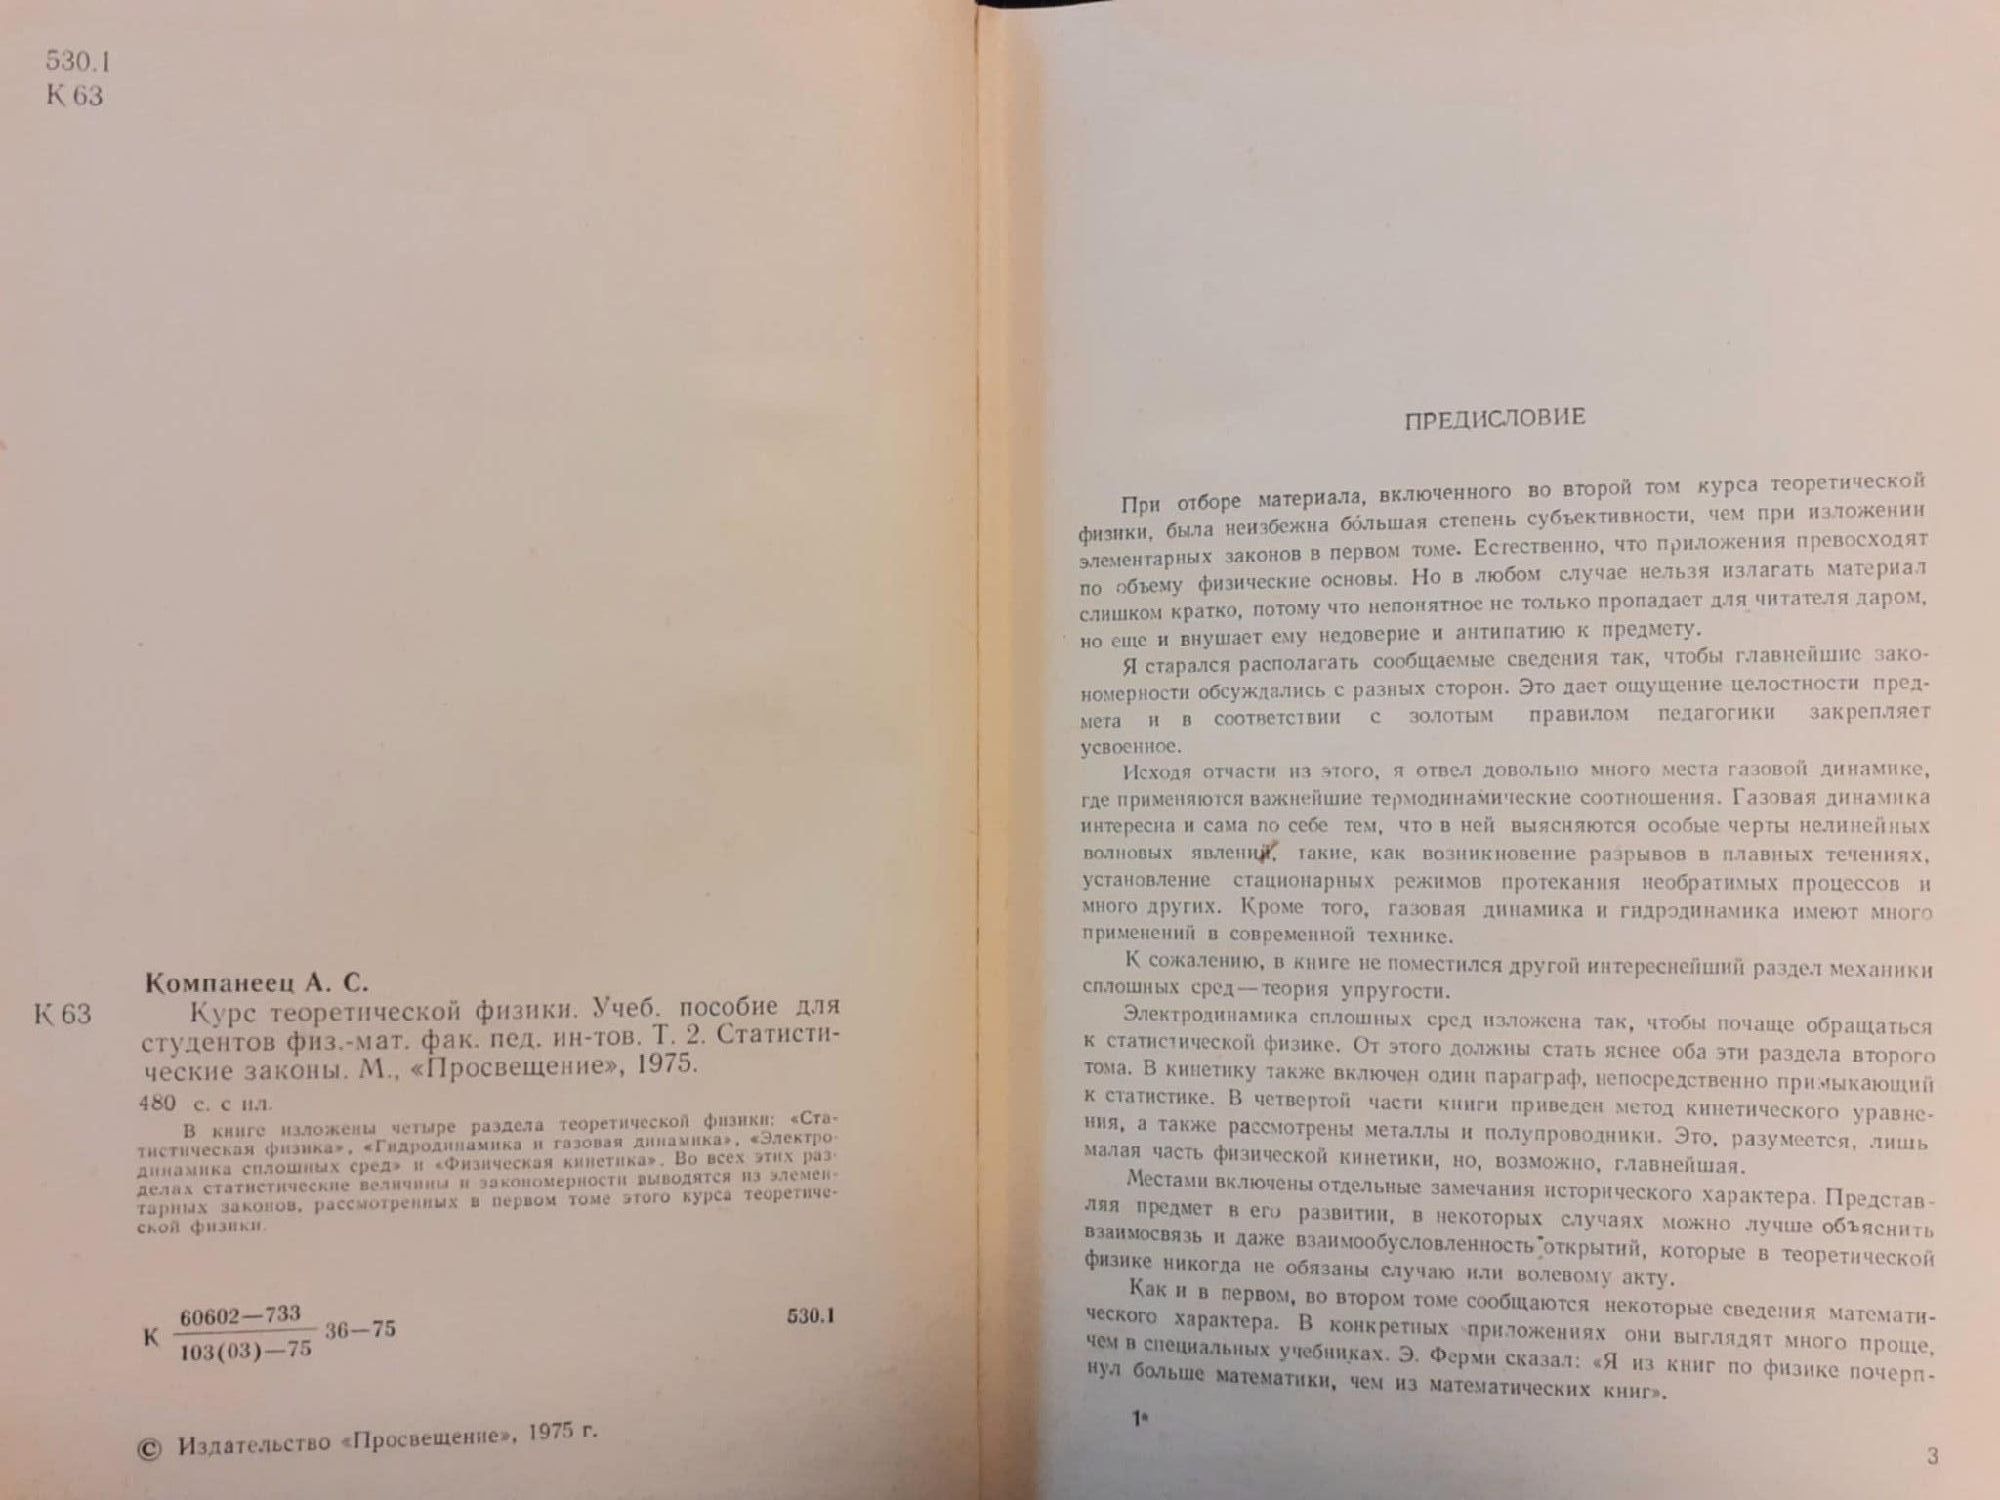 530.1
К 63
Компанеец А. С.
К 63
Курс теоретической физики. Учеб. пособие для
студентов физ.-мат. фак. пед. ин-тов. Т. 2. Статисти-
ческие законы. М., «Просвещение», 1975.
480 с. с ил.
В книге изложены четыре раздела теоретической физики: «Ста-
тистическая физика», «Гидродинамика и газовая динамика», «Электро-
динамика сплошных сред» и «Физическая кинетика». Во всех этих раз-
делах статистические величины и закономерности выводятся из элемен-
тарных законов, рассмотренных в первом томе этого курса теоретиче-
ской физики.
К 60602—733
103(03)—75 36—75
530.1
© Издательство «Просвещение», 1975 г.
ПРЕДИСЛОВИЕ
При отборе материала, включенного во второй том курса теоретической
физики, была неизбежна бо́льшая степень субъективности, чем при изложении
элементарных законов в первом томе. Естественно, что приложения превосходят
по объему физические основы. Но в любом случае нельзя излагать материал
слишком кратко, потому что непонятное не только пропадает для читателя даром,
но еще и внушает ему недоверие и антипатию к предмету.
Я старался располагать сообщаемые сведения так, чтобы главнейшие зако-
номерности обсуждались с разных сторон. Это дает ощущение целостности пред-
мета и в соответствии с золотым правилом педагогики закрепляет
усвоенное.
Исходя отчасти из этого, я отвел довольно много места газовой динамике,
где применяются важнейшие термодинамические соотношения. Газовая динамика
интересна и сама по себе тем, что в ней выясняются особые черты нелинейных
волновых явлений, такие, как возникновение разрывов в плавных течениях,
установление стационарных режимов протекания необратимых процессов и
много других. Кроме того, газовая динамика и гидродинамика имеют много
применений в современной технике.
К сожалению, в книге не поместился другой интереснейший раздел механики
сплошных сред—теория упругости.
Электродинамика сплошных сред изложена так, чтобы почаще обращаться
к статистической физике. От этого должны стать яснее оба эти раздела второго
тома. В кинетику также включен один параграф, непосредственно примыкающий
к статистике. В четвертой части книги приведен метод кинетического уравне-
ния, а также рассмотрены металлы и полупроводники. Это, разумеется, лишь
малая часть физической кинетики, но, возможно, главнейшая.
Местами включены отдельные замечания исторического характера. Представ-
ляя предмет в его развитии, в некоторых случаях можно лучше объяснить
взаимосвязь и даже взаимообусловленность открытий, которые в теоретической
физике никогда не обязаны случаю или волевому акту.
Как и в первом, во втором томе сообщаются некоторые сведения математи-
ческого характера. В конкретных приложениях они выглядят много проще,
чем в специальных учебниках. Э. Ферми сказал: «Я из книг по физике почерп-
нул больше математики, чем из математических книг».
1*
3